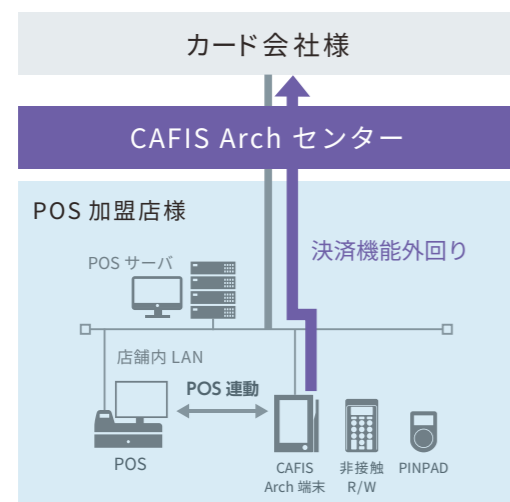 カード会社様
CAFIS Arch センター
POS 加盟店様
決済機能外回り
POS サーバ
店舗内 LAN
POS 連動
POS
CAFIS
Arch 端末
非接触
R/W
PINPAD